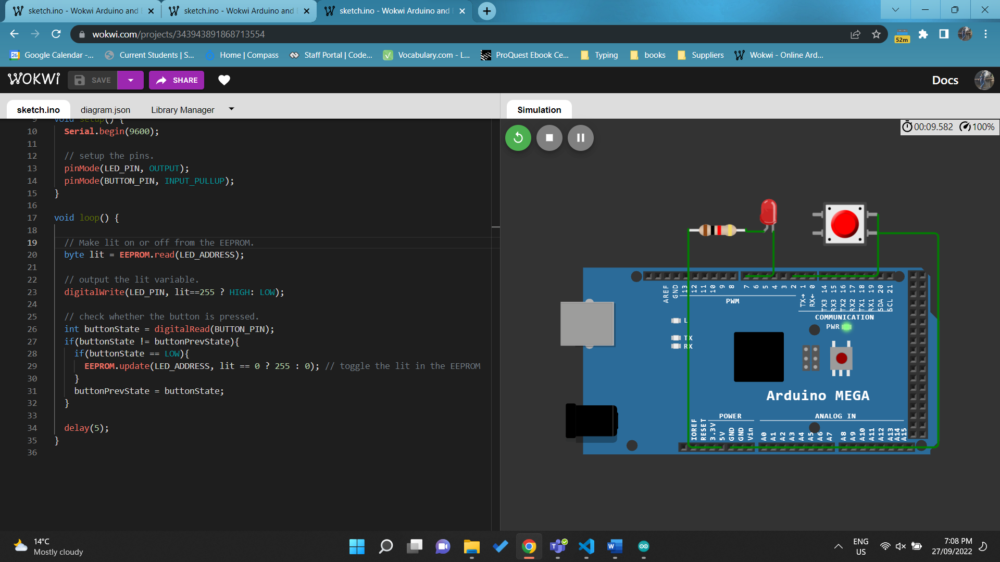 sketch.ino - Wokwi Arduino and
sketch.ino - Wokwi Arduino and
sketch.ino - Wokwi Arduino and
wokwi.com/projects/343943891868713554
52m
26 Google Calendar -... Current Students | S... Home | Compass Staff Portal | Code... Vocabulary.com - L... ProQuest Ebook Ce... Typing books Suppliers Wokwi - Online Ard...
WOKWi SAVE SHARE Docs
sketch.ino diagram.json Library Manager
Simulation
00:09.582 100%
9 void setup() {
10 Serial.begin(9600);
11
12 // setup the pins.
13 pinMode(LED_PIN, OUTPUT);
14 pinMode(BUTTON_PIN, INPUT_PULLUP);
15 }
16
17 void loop() {
18
19 // Make lit on or off from the EEPROM.
20 byte lit = EEPROM.read(LED_ADDRESS);
21
22 // output the lit variable.
23 digitalWrite(LED_PIN, lit==255 ? HIGH: LOW);
24
25 // check whether the button is pressed.
26 int buttonState = digitalRead(BUTTON_PIN);
27 if(buttonState != buttonPrevState){
28 if(buttonState == LOW){
29 EEPROM.update(LED_ADDRESS, lit == 0 ? 255 : 0); // toggle the lit in the EEPROM
30 }
31 buttonPrevState = buttonState;
32 }
33
34 delay(5);
35 }
36
AREF GND 13 12 11 10 9 8 7 6 5 4 3 2 1 0 14 15 16 17 18 19 20 21
TX→ RX← TX3 RX3 TX2 RX2 TX1 RX1 SDA SCL
PWM
COMMUNICATION
L
PWR
TX
RX
Arduino MEGA
POWER ANALOG IN
IOREF RESET 3.3V 5V GND GND Vin A0 A1 A2 A3 A4 A5 A6 A7 A8 A9 A10 A11 A12 A13 A14 A15
14°C
Mostly cloudy
ENG
US
7:08 PM
27/09/2022